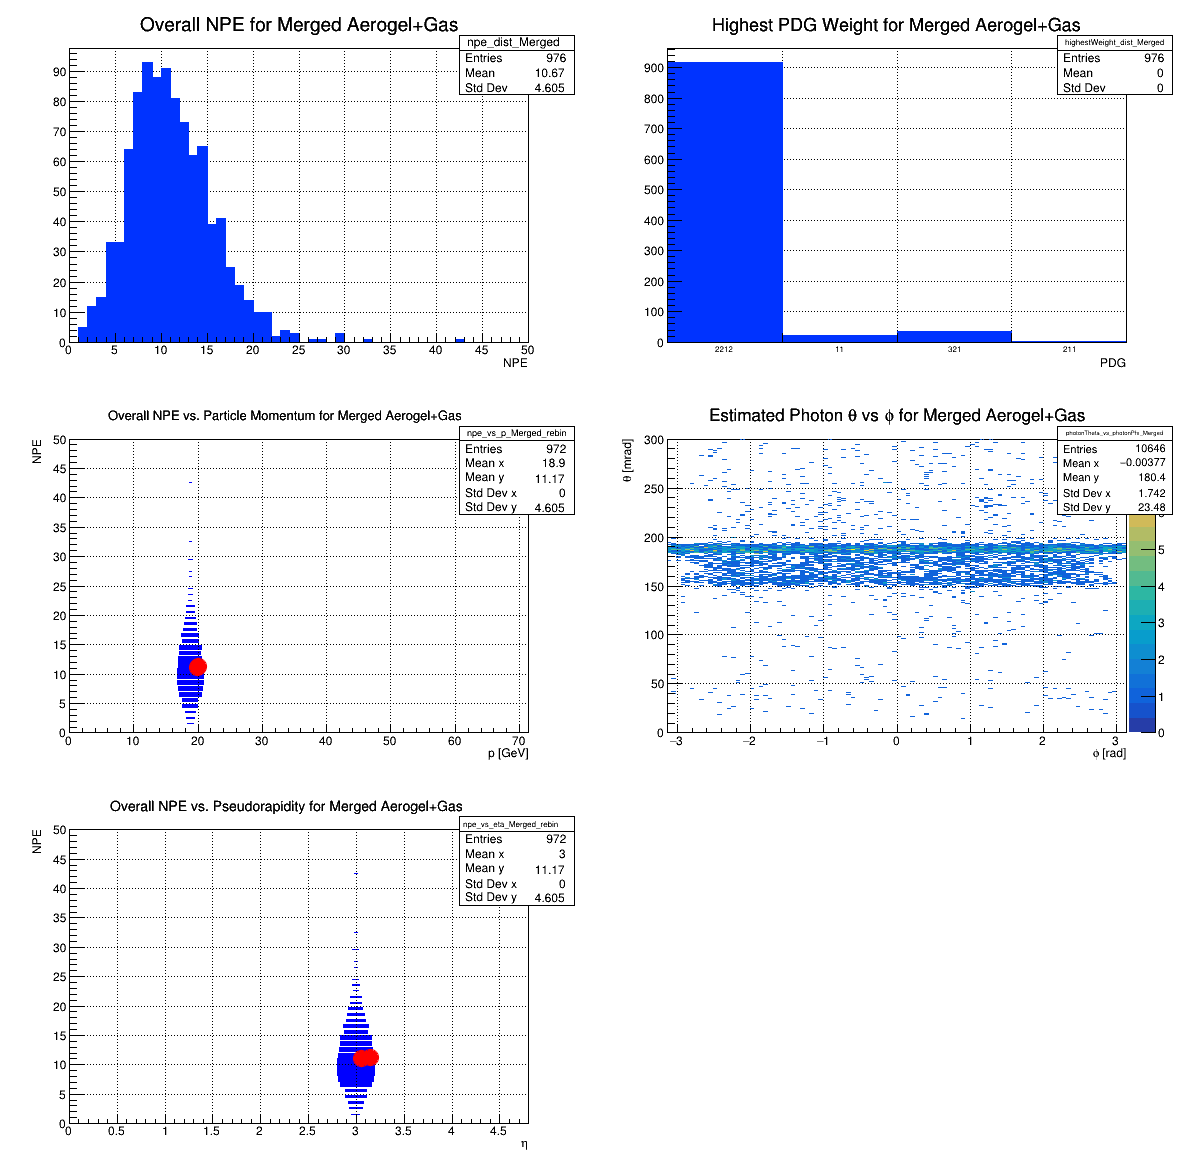 Overall NPE for Merged Aerogel+Gas
npe_dist_Merged
Entries 976
Mean 10.67
Std Dev 4.605
90
80
70
60
50
40
30
20
10
0
0 5 10 15 20 25 30 35 40 45 50
NPE
Highest PDG Weight for Merged Aerogel+Gas
highestWeight_dist_Merged
Entries 976
Mean 0
Std Dev 0
900
800
700
600
500
400
300
200
100
0
2212 11 321 211
PDG
Overall NPE vs. Particle Momentum for Merged Aerogel+Gas
npe_vs_p_Merged_rebin
Entries 972
Mean x 18.9
Mean y 11.17
Std Dev x 0
Std Dev y 4.605
NPE
50
45
40
35
30
25
20
15
10
5
0
0 10 20 30 40 50 60 70
p [GeV]
Estimated Photon θ vs ϕ for Merged Aerogel+Gas
photonTheta_vs_photonPhi_Merged
Entries 10646
Mean x −0.00377
Mean y 180.4
Std Dev x 1.742
Std Dev y 23.48
θ [mrad]
300
250
200
150
100
50
0
−3 −2 −1 0 1 2 3
ϕ [rad]
5
4
3
2
1
0
Overall NPE vs. Pseudorapidity for Merged Aerogel+Gas
npe_vs_eta_Merged_rebin
Entries 972
Mean x 3
Mean y 11.17
Std Dev x 0
Std Dev y 4.605
NPE
50
45
40
35
30
25
20
15
10
5
0
0 0.5 1 1.5 2 2.5 3 3.5 4 4.5
η